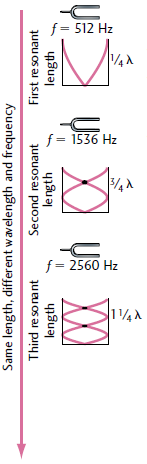 Same length, different wavelength and frequency
f = 512 Hz
First resonant
length
1/4 λ
f = 1536 Hz
Second resonant
length
3/4 λ
f = 2560 Hz
Third resonant
length
1 1/4 λ